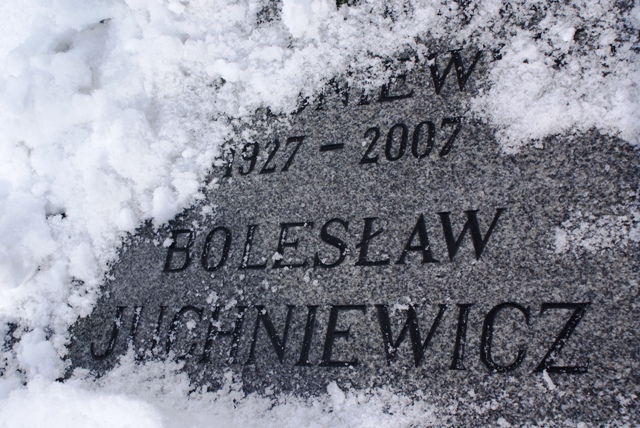 1927 - 2007
BOLESŁAW
JUCHNIEWICZ